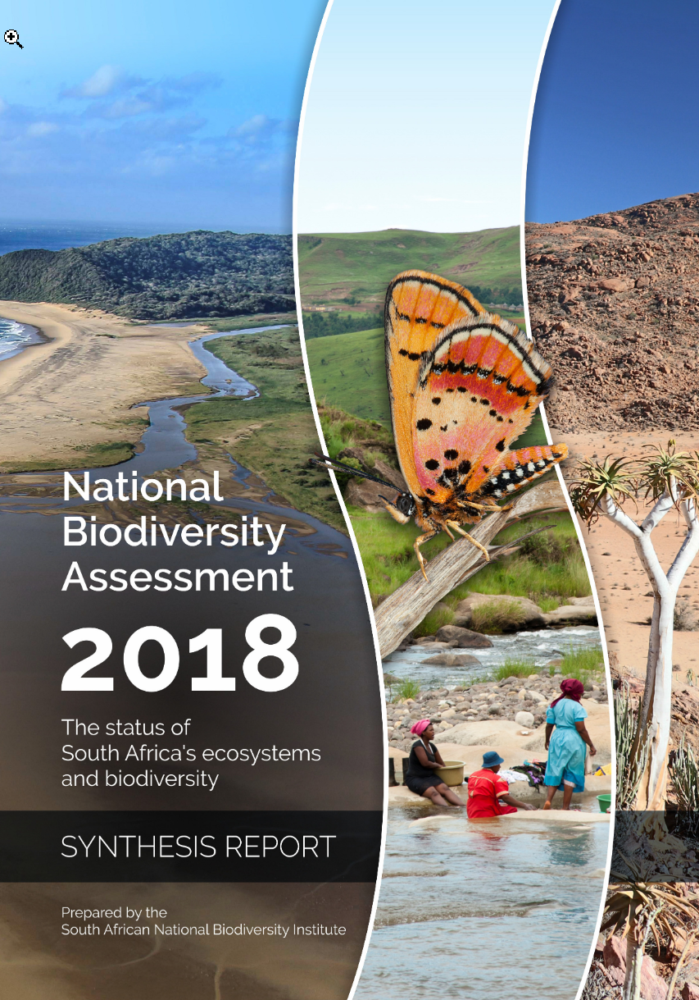 National
Biodiversity
Assessment
2018
The status of
South Africa's ecosystems
and biodiversity
SYNTHESIS REPORT
Prepared by the
South African National Biodiversity Institute